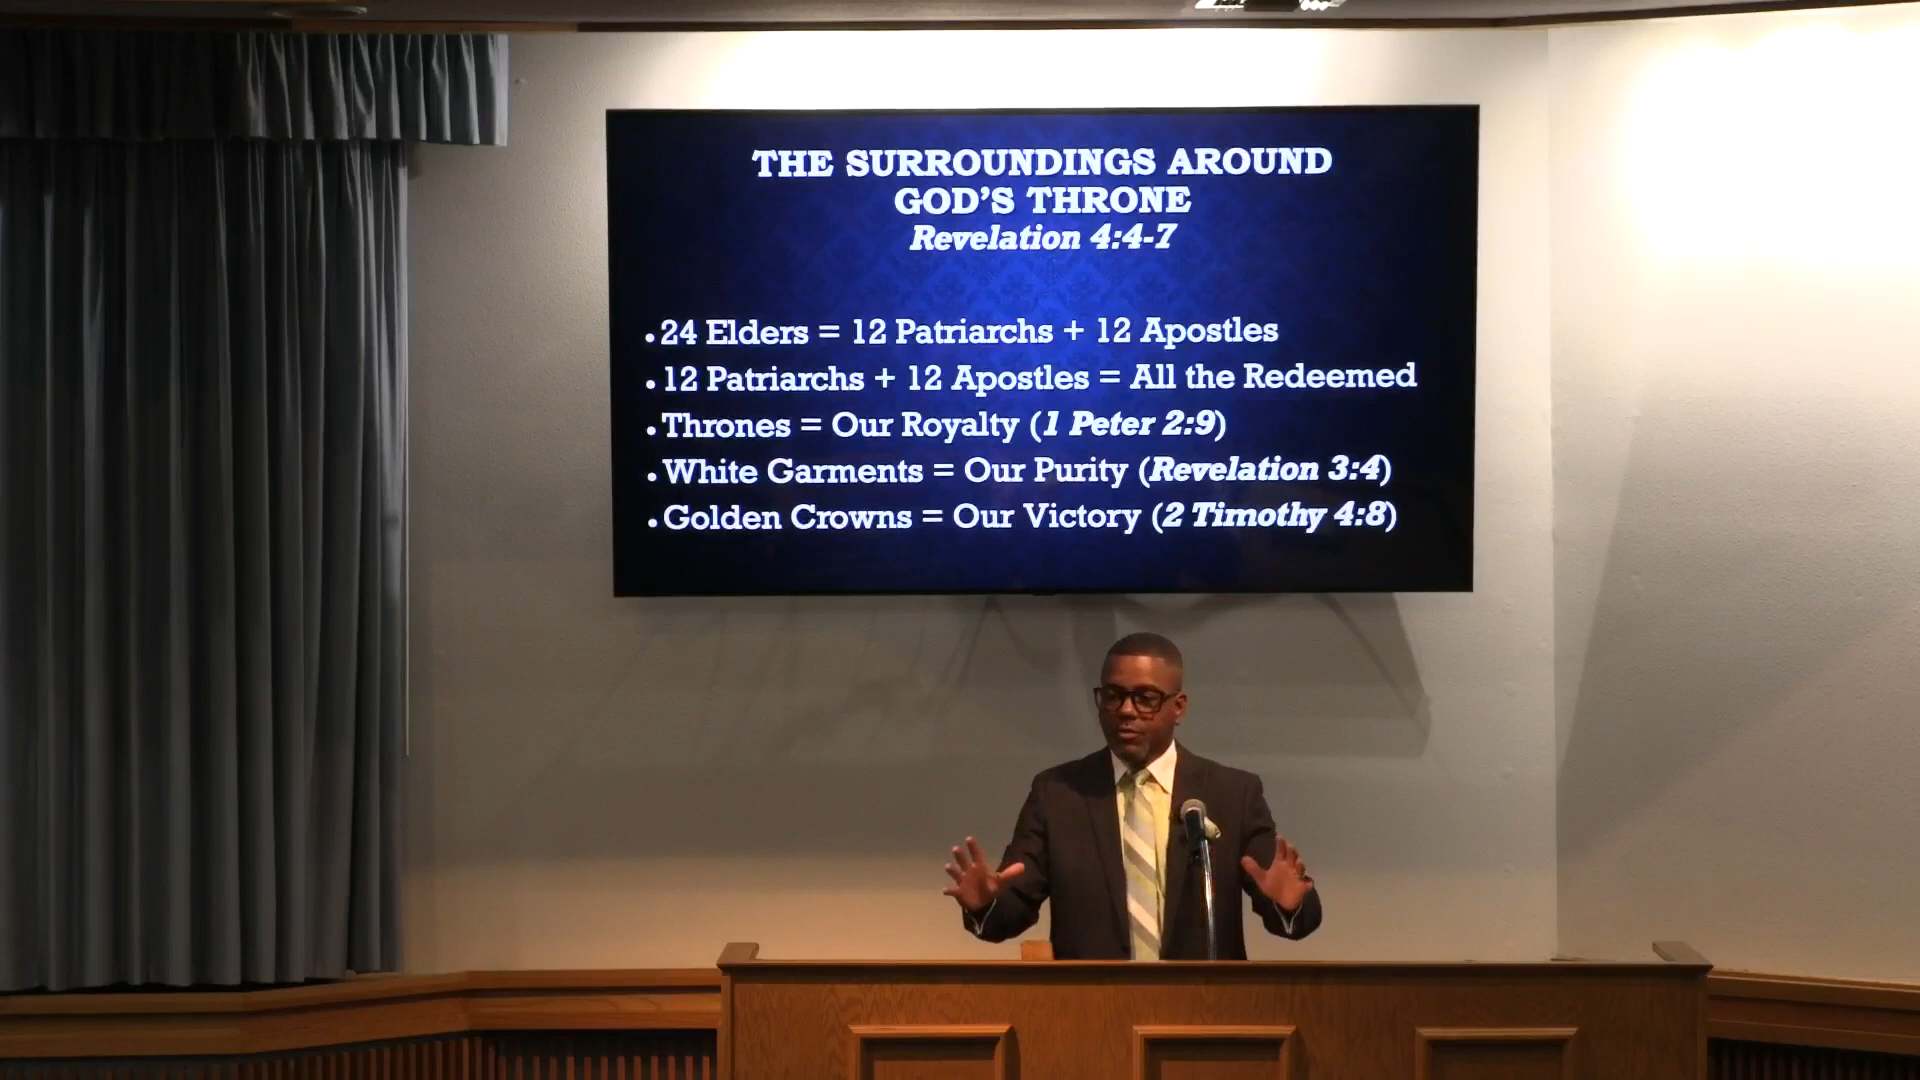 THE SURROUNDINGS AROUND
GOD’S THRONE
Revelation 4:4-7
• 24 Elders = 12 Patriarchs + 12 Apostles
• 12 Patriarchs + 12 Apostles = All the Redeemed
• Thrones = Our Royalty (1 Peter 2:9)
• White Garments = Our Purity (Revelation 3:4)
• Golden Crowns = Our Victory (2 Timothy 4:8)